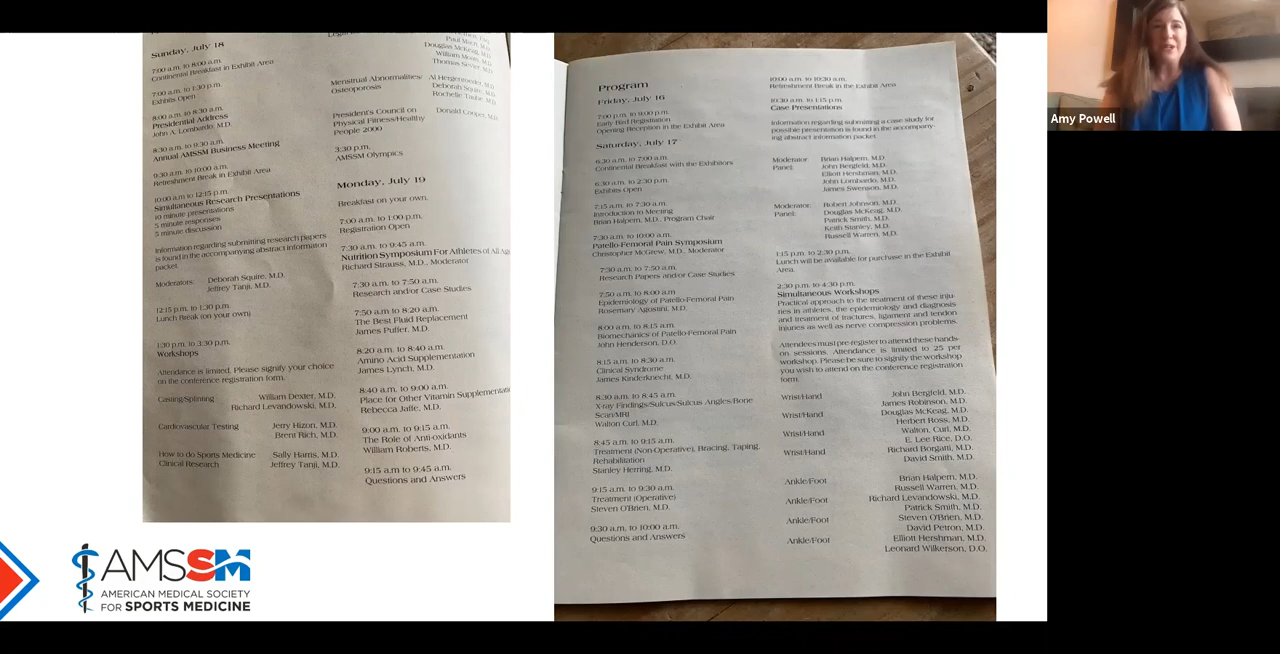 Sunday, July 18
7:00 a.m. to 8:00 a.m.
Continental Breakfast in Exhibit Area
7:00 a.m. to 1:30 p.m.
Exhibits Open
8:00 a.m. to 8:30 a.m.
Presidential Address
John A. Lombardo, M.D.
8:30 a.m. to 9:30 a.m.
Annual AMSSM Business Meeting
9:30 a.m. to 10:00 a.m.
Refreshment Break in Exhibit Area
10:00 a.m. to 12:15 p.m.
Simultaneous Research Presentations
10 minute presentations
5 minute responses
5 minute discussion
Information regarding submitting research papers
is found in the accompanying abstract information
packet.
Moderators: Deborah Squire, M.D.
Jeffrey Tanji, M.D.
12:15 p.m. to 1:30 p.m.
Lunch Break (on your own)
1:30 p.m. to 3:30 p.m.
Workshops
Attendance is limited. Please signify your choice
on the conference registration form.
Casting/Splinting William Dexter, M.D.
Richard Levandowski, M.D.
Cardiovascular Testing Jerry Hizon, M.D.
Brent Rich, M.D.
How to do Sports Medicine Sally Harris, M.D.
Clinical Research Jeffrey Tanji, M.D.
Douglas McKeag, M.D.
William Moats, M.D.
Thomas Sevier, M.D.
Menstrual Abnormalities/ Al Hergenroeder, M.D.
Osteoporosis Deborah Squire, M.D.
Rochelle Taube, M.D.
President's Council on Donald Cooper, M.D.
Physical Fitness/Healthy
People 2000
3:30 p.m.
AMSSM Olympics
Monday, July 19
Breakfast on your own.
7:00 a.m. to 1:00 p.m.
Registration Open
7:30 a.m. to 9:45 a.m.
Nutrition Symposium For Athletes of All Ag
Richard Strauss, M.D., Moderator
7:30 a.m. to 7:50 a.m.
Research and/or Case Studies
7:50 a.m. to 8:20 a.m.
The Best Fluid Replacement
James Puffer, M.D.
8:20 a.m. to 8:40 a.m.
Amino Acid Supplementation
James Lynch, M.D.
8:40 a.m. to 9:00 a.m.
Place for Other Vitamin Supplementatio
Rebecca Jaffe, M.D.
9:00 a.m. to 9:15 a.m.
The Role of Anti-oxidants
William Roberts, M.D.
9:15 a.m to 9:45 a.m.
Questions and Answers
Program
Friday, July 16
7:00 p.m. to 9:00 p.m.
Early Bird Registration
Opening Reception in the Exhibit Area
Saturday, July 17
6:30 a.m. to 7:00 a.m.
Continental Breakfast with the Exhibitors
6:30 a.m. to 2:30 p.m.
Exhibits Open
7:15 a.m. to 7:30 a.m.
Introduction to Meeting
Brian Halpern, M.D., Program Chair
7:30 a.m. to 10:00 a.m.
Patello-Femoral Pain Symposium
Christopher McGrew, M.D., Moderator
7:30 a.m. to 7:50 a.m.
Research Papers and/or Case Studies
7:50 a.m. to 8:00 a.m.
Epidemiology of Patello-Femoral Pain
Rosemary Agostini, M.D.
8:00 a.m. to 8:15 a.m.
Biomechanics of Patello-Femoral Pain
John Henderson, D.O.
8:15 a.m. to 8:30 a.m.
Clinical Syndrome
James Kinderknecht, M.D.
8:30 a.m. to 8:45 a.m.
X-ray Findings/Sulcus/Sulcus Angles/Bone
Scan/MRI
Walton Curl, M.D.
8:45 a.m. to 9:15 a.m.
Treatment (Non-Operative), Bracing, Taping,
Rehabilitation
Stanley Herring, M.D.
9:15 a.m. to 9:30 a.m.
Treatment (Operative)
Steven O'Brien, M.D.
9:30 a.m. to 10:00 a.m.
Questions and Answers
10:00 a.m. to 10:30 a.m.
Refreshment Break in the Exhibit Area
10:30 a.m. to 1:15 p.m.
Case Presentations
Information regarding submitting a case study for
possible presentation is found in the accompany-
ing abstract information packet.
Moderator: Brian Halpern, M.D.
Panel: John Bergfeld, M.D.
Elliott Hershman, M.D.
John Lombardo, M.D.
James Swenson, M.D.
Moderator: Robert Johnson, M.D.
Panel: Douglas McKeag, M.D.
Patrick Smith, M.D.
Keith Stanley, M.D.
Russell Warren, M.D.
1:15 p.m. to 2:30 p.m.
Lunch will be available for purchase in the Exhibit
Area.
2:30 p.m. to 4:30 p.m.
Simultaneous Workshops
Practical approach to the treatment of these inju-
ries in athletes, the epidemiology and diagnosis
and treatment of fractures, ligament and tendon
injuries as well as nerve compression problems.
Attendees must pre-register to attend these hands-
on sessions. Attendance is limited to 25 per
workshop. Please be sure to signify the workshop
you wish to attend on the conference registration
form.
Wrist/Hand John Bergfeld, M.D.
James Robinson, M.D.
Wrist/Hand Douglas McKeag, M.D.
Herbert Ross, M.D.
Wrist/Hand Walton, Curl, M.D.
E. Lee Rice, D.O.
Wrist/Hand Richard Borgatti, M.D.
David Smith, M.D.
Ankle/Foot Brian Halpern, M.D.
Russell Warren, M.D.
Ankle/Foot Richard Levandowski, M.D.
Patrick Smith, M.D.
Ankle/Foot Steven O'Brien, M.D.
David Petron, M.D.
Ankle/Foot Elliott Hershman, M.D.
Leonard Wilkerson, D.O.
AMSSM
AMERICAN MEDICAL SOCIETY
FOR SPORTS MEDICINE
Amy Powell